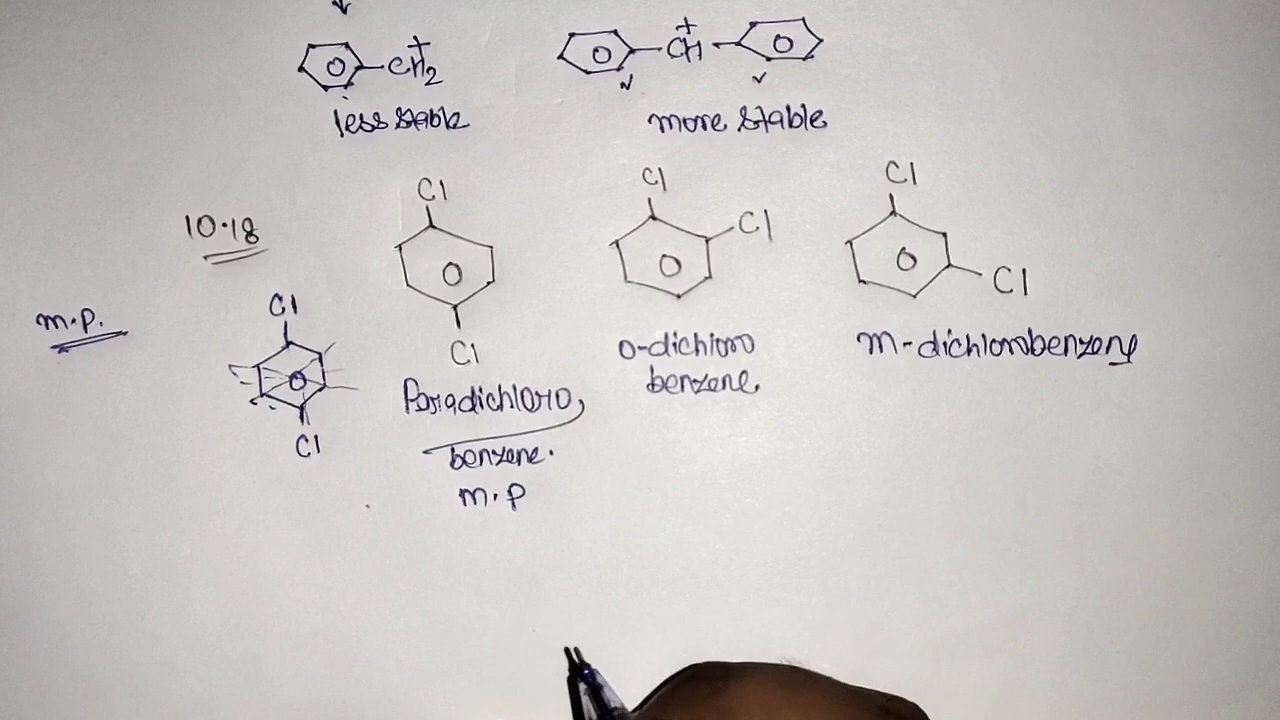 CH2 +
CH +
less stable
more stable
10.18
Cl
Cl
Cl
Cl
Cl
Cl
m.p.
Cl
Cl
Paradichloro
benzene.
m.p
o-dichloro
benzene
m-dichlorobenzene